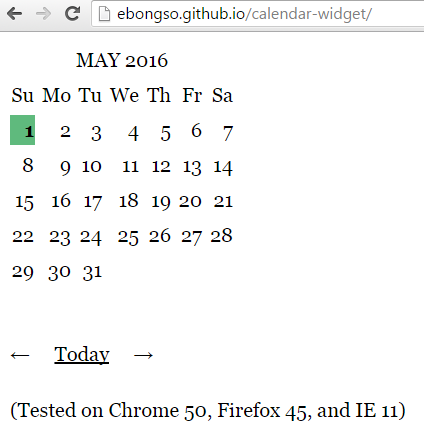 ebongso.github.io/calendar-widget/
MAY 2016
Su Mo Tu We Th Fr Sa
1 2 3 4 5 6 7
8 9 10 11 12 13 14
15 16 17 18 19 20 21
22 23 24 25 26 27 28
29 30 31
← Today →
(Tested on Chrome 50, Firefox 45, and IE 11)